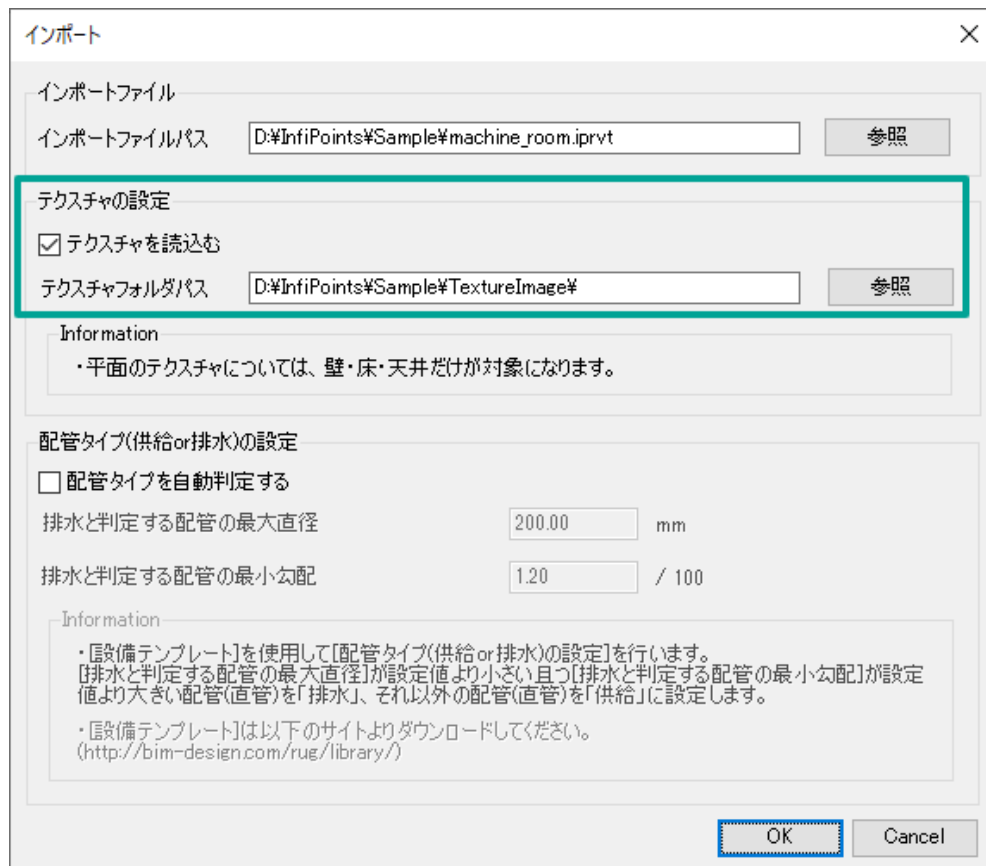 インポート
インポートファイル
インポートファイルパス D:¥InfiPoints¥Sample¥machine_room.iprvt 参照
テクスチャの設定
テクスチャを読込む
テクスチャフォルダパス D:¥InfiPoints¥Sample¥TextureImage¥ 参照
Information
・平面のテクスチャについては、壁・床・天井だけが対象になります。
配管タイプ(供給or排水)の設定
配管タイプを自動判定する
排水と判定する配管の最大直径 200.00 mm
排水と判定する配管の最小勾配 1.20 / 100
Information
・[設備テンプレート]を使用して[配管タイプ(供給or排水)の設定]を行います。
[排水と判定する配管の最大直径]が設定値より小さい且つ[排水と判定する配管の最小勾配]が設定
値より大きい配管(直管)を「排水」、それ以外の配管(直管)を「供給」に設定します。
・[設備テンプレート]は以下のサイトよりダウンロードしてください。
(http://bim-design.com/rug/library/)
OK Cancel